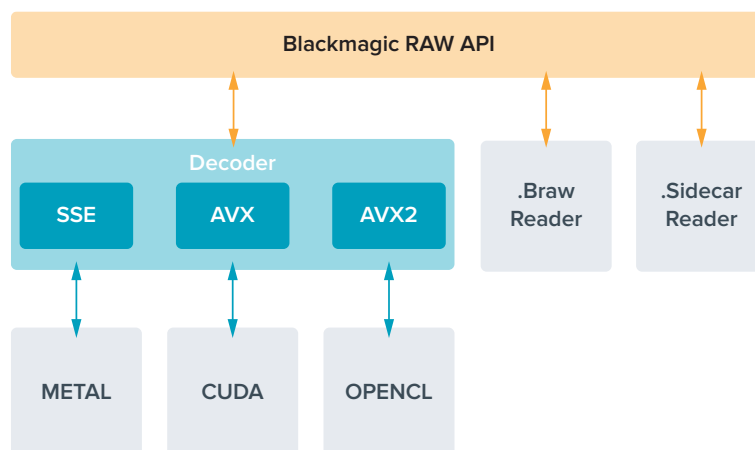 Blackmagic RAW API
Decoder
SSE
AVX
AVX2
.Braw
Reader
.Sidecar
Reader
METAL
CUDA
OPENCL